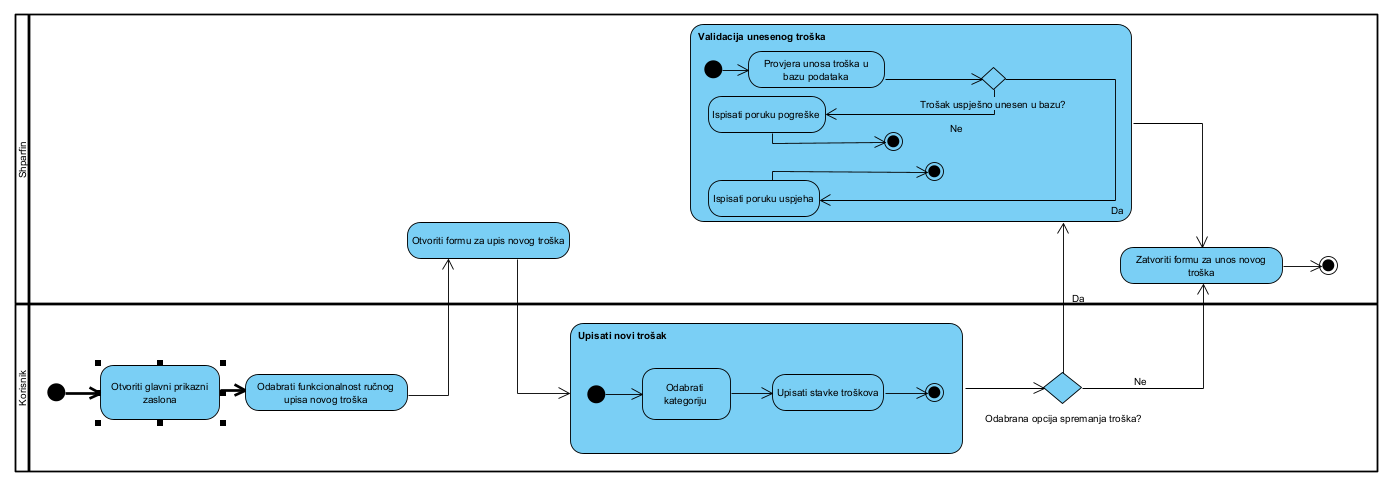 Shparfin
Validacija unesenog troška
Provjera unosa troška u
bazu podataka
Trošak uspješno unesen u bazu?
Ispisati poruku pogreške
Ne
Ispisati poruku uspjeha
Da
Otvoriti formu za upis novog troška
Zatvoriti formu za unos novog
troška
Da
Korisnik
Otvoriti glavni prikazni
zaslona
Odabrati funkcionalnost ručnog
upisa novog troška
Upisati novi trošak
Odabrati
kategoriju
Upisati stavke troškova
Ne
Odabrana opcija spremanja troška?